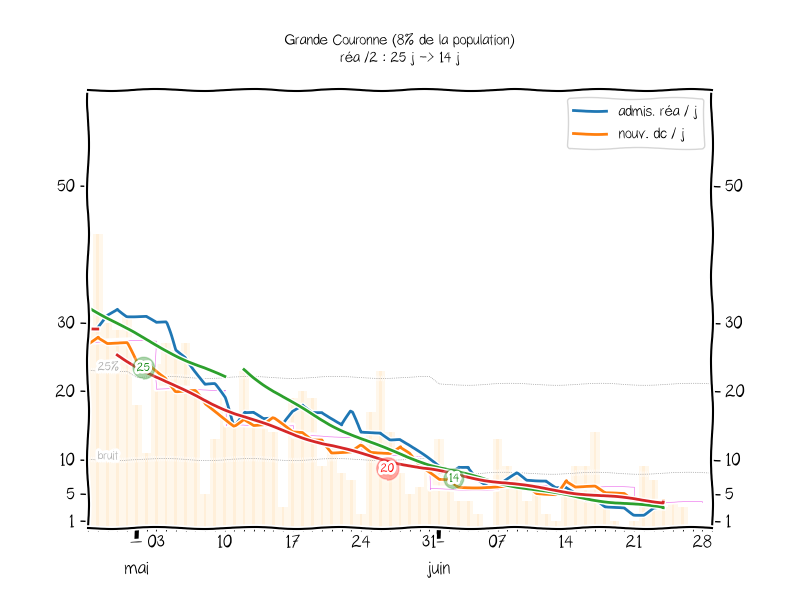 Grande Couronne (8% de la population)
réa /2 : 25 j -> 14 j
admis. réa / j
nouv. dc / j
50
50
30
30
25%
25
20
20
20
bruit
14
10
10
5
5
1
1
03 10 17 24 31 07 14 21 28
mai juin